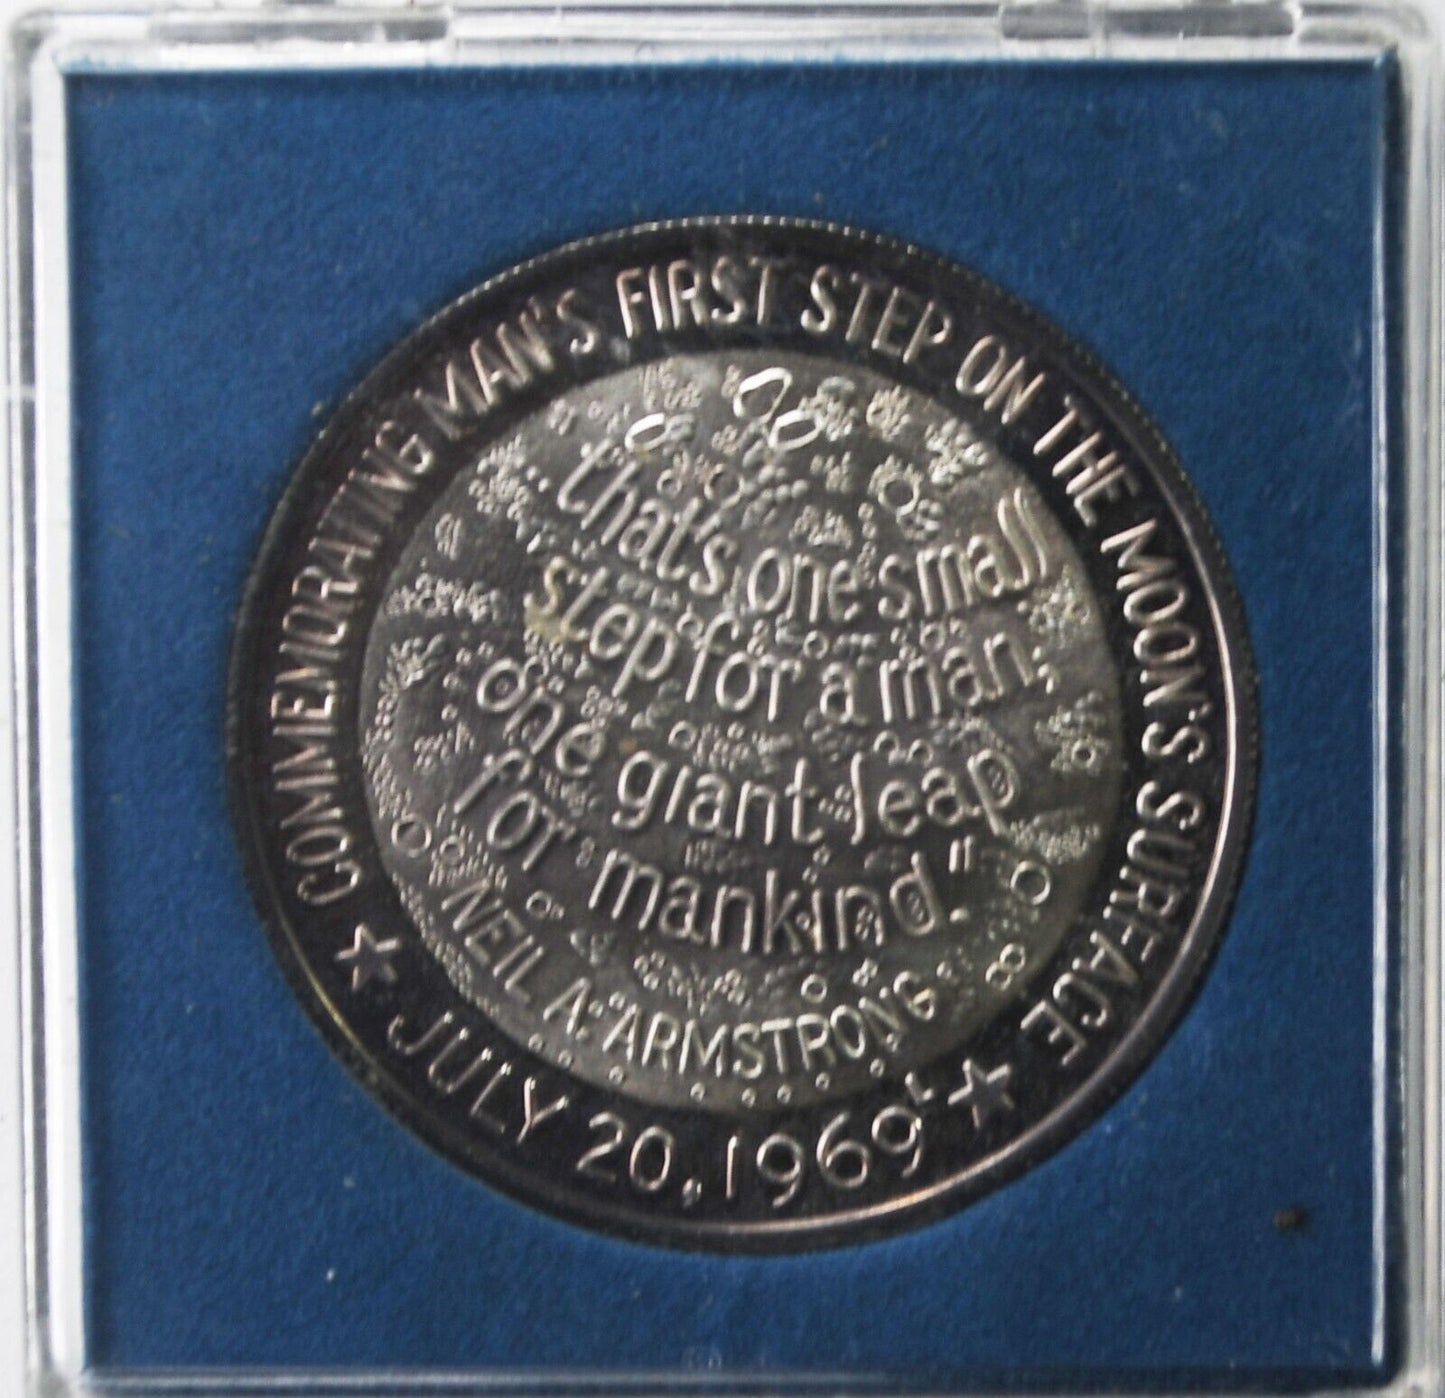 COMMEMORATING MAN'S FIRST STEP ON THE MOON'S SURFACE
"...that's one small
step for a man..
one giant leap
for mankind."
NEIL A. ARMSTRONG
★ JULY 20, 1969 ★